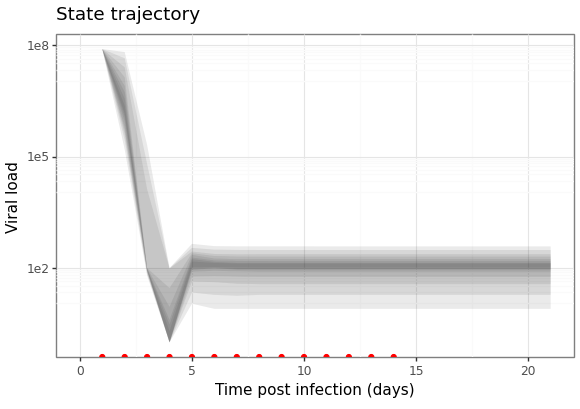 State trajectory
1e8
1e5
1e2
Viral load
0 5 10 15 20
Time post infection (days)